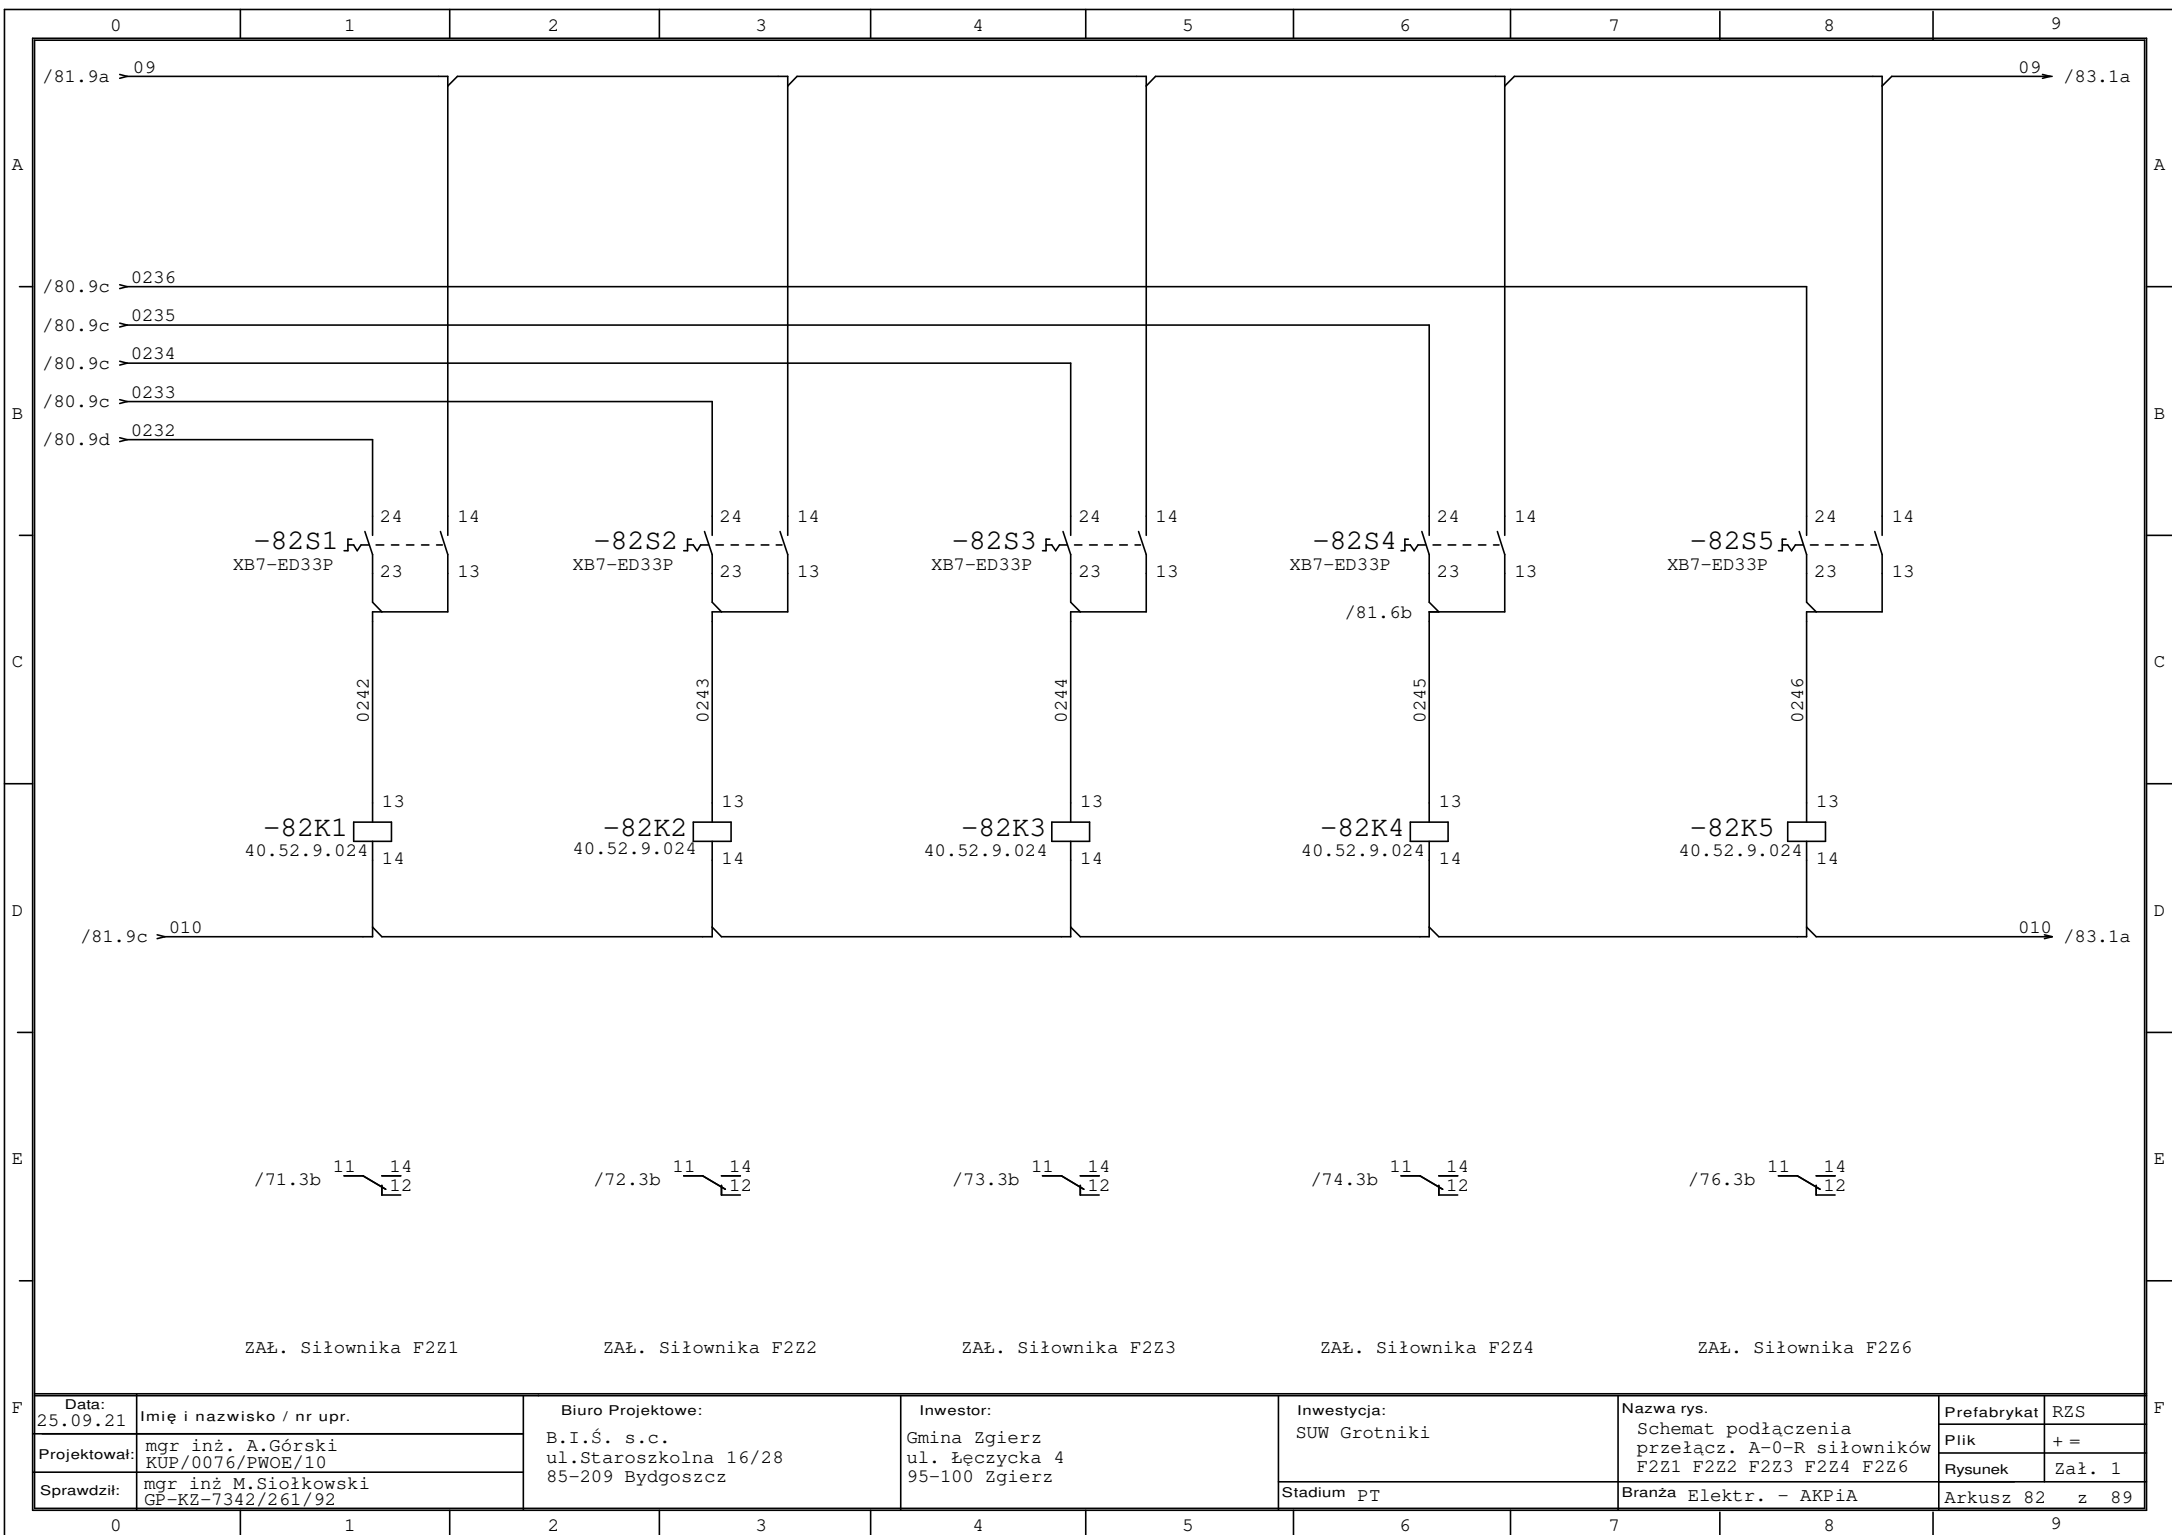 0 1 2 3 4 5 6 7 8 9
/81.9a 09 09 /83.1a
A A
/80.9c 0236
/80.9c 0235
/80.9c 0234
/80.9c 0233
B B
/80.9d 0232
24 14 24 14 24 14 24 14 24 14
-82S1 -82S2 -82S3 -82S4 -82S5
XB7-ED33P XB7-ED33P XB7-ED33P XB7-ED33P XB7-ED33P
23 13 23 13 23 13 23 13 23 13
/81.6b
C C
0242 0243 0244 0245 0246
13 13 13 13 13
-82K1 -82K2 -82K3 -82K4 -82K5
40.52.9.024 40.52.9.024 40.52.9.024 40.52.9.024 40.52.9.024
14 14 14 14 14
D D
/81.9c 010 010 /83.1a
E E
11 14 11 14 11 14 11 14 11 14
/71.3b 12 /72.3b 12 /73.3b 12 /74.3b 12 /76.3b 12
ZAŁ. Siłownika F2Z1 ZAŁ. Siłownika F2Z2 ZAŁ. Siłownika F2Z3 ZAŁ. Siłownika F2Z4 ZAŁ. Siłownika F2Z6
F F
Data:
25.09.21
Imię i nazwisko / nr upr.
Projektował:
mgr inż. A.Górski
KUP/0076/PWOE/10
Sprawdził:
mgr inż M.Siołkowski
GP-KZ-7342/261/92
Biuro Projektowe:
B.I.Ś. s.c.
ul.Staroszkolna 16/28
85-209 Bydgoszcz
Inwestor:
Gmina Zgierz
ul. Łęczycka 4
95-100 Zgierz
Inwestycja:
SUW Grotniki
Stadium PT
Nazwa rys.
Schemat podłączenia
przełącz. A-0-R siłowników
F2Z1 F2Z2 F2Z3 F2Z4 F2Z6
Branża Elektr. - AKPiA
Prefabrykat RZS
Plik + =
Rysunek Zał. 1
Arkusz 82 z 89
0 1 2 3 4 5 6 7 8 9